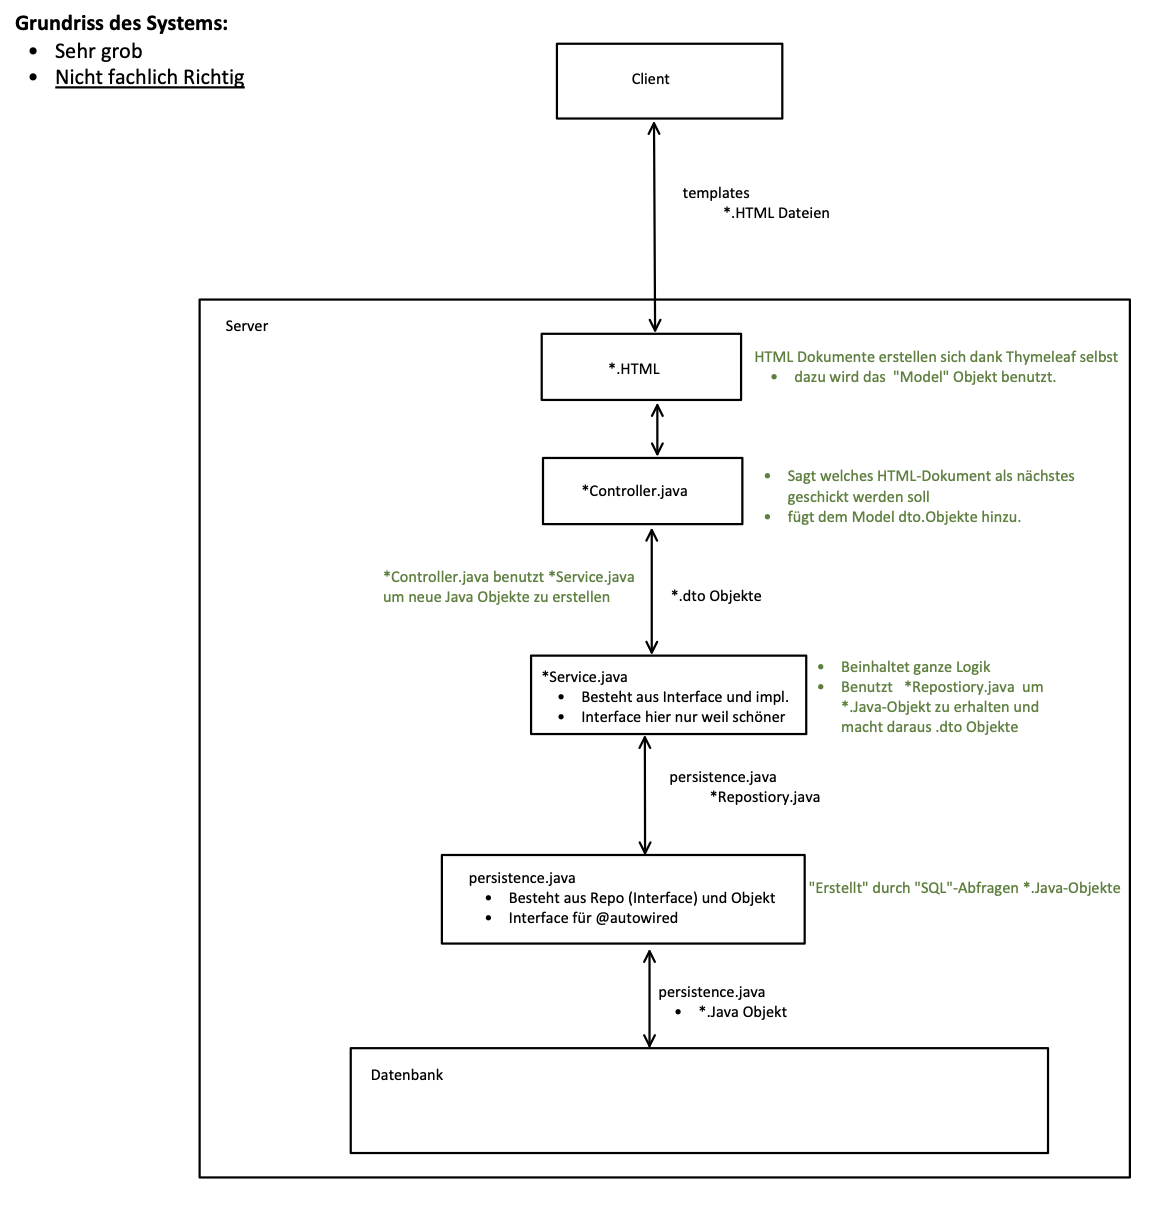 Grundriss des Systems:
• Sehr grob
• Nicht fachlich Richtig
Client
templates
*.HTML Dateien
Server
*.HTML
HTML Dokumente erstellen sich dank Thymeleaf selbst
• dazu wird das "Model" Objekt benutzt.
*Controller.java
• Sagt welches HTML-Dokument als nächstes
geschickt werden soll
• fügt dem Model dto.Objekte hinzu.
*Controller.java benutzt *Service.java
um neue Java Objekte zu erstellen
*.dto Objekte
*Service.java
• Besteht aus Interface und impl.
• Interface hier nur weil schöner
• Beinhaltet ganze Logik
• Benutzt *Repostiory.java um
*.Java-Objekt zu erhalten und
macht daraus .dto Objekte
persistence.java
*Repostiory.java
persistence.java
• Besteht aus Repo (Interface) und Objekt
• Interface für @autowired
"Erstellt" durch "SQL"-Abfragen *.Java-Objekte
persistence.java
• *.Java Objekt
Datenbank